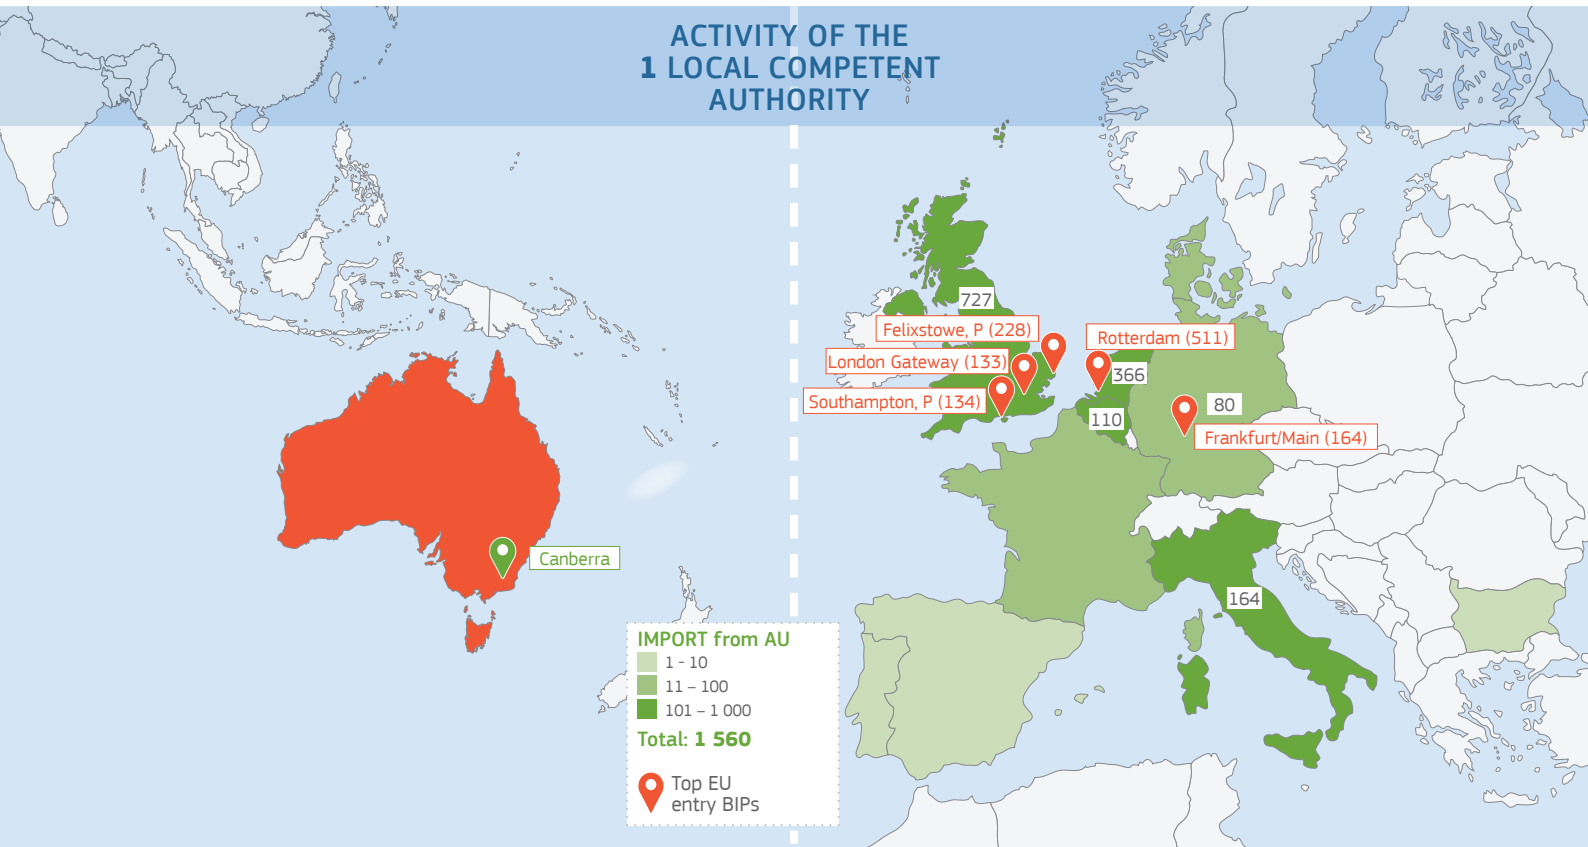 ACTIVITY OF THE
1 LOCAL COMPETENT
AUTHORITY
727
Felixstowe, P (228)
Rotterdam (511)
London Gateway (133)
366
Southampton, P (134)
80
110
Frankfurt/Main (164)
Canberra
164
IMPORT from AU
1 - 10
11 – 100
101 – 1 000
Total: 1 560
Top EU
entry BIPs